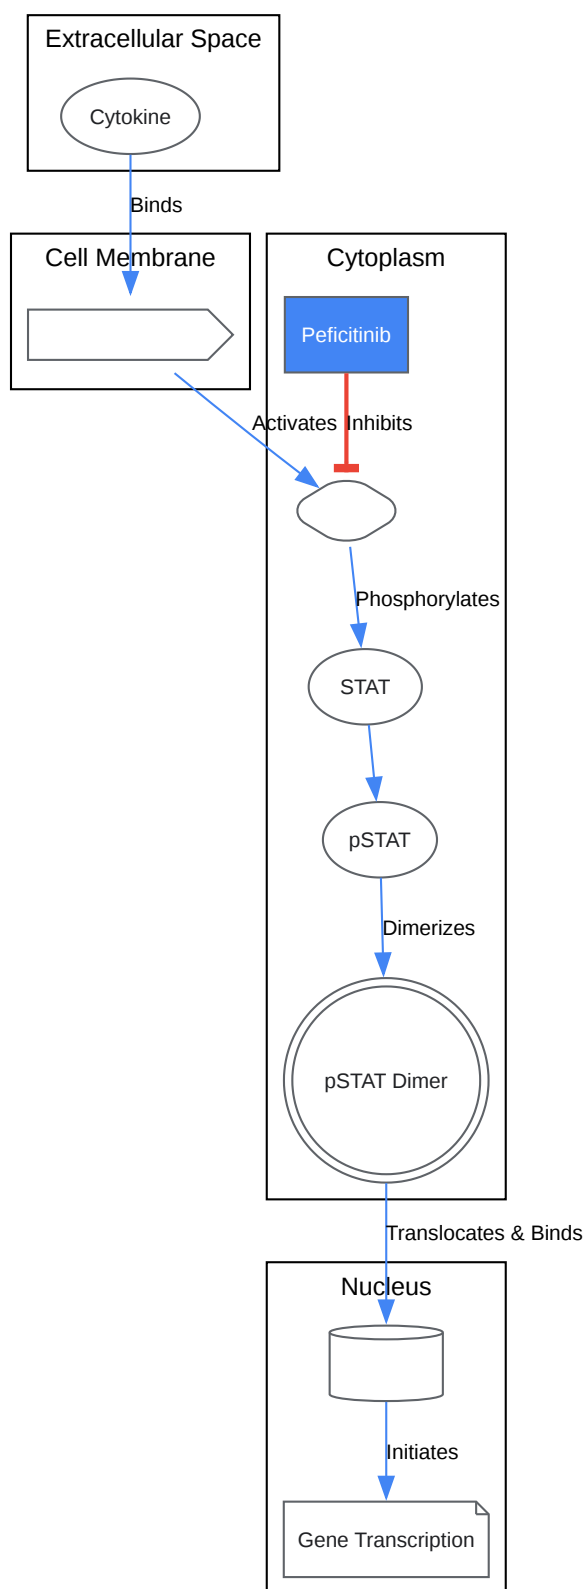 Extracellular Space
Cytokine
Binds
Cell Membrane
Cytoplasm
Peficitinib
Activates
Inhibits
Phosphorylates
STAT
pSTAT
Dimerizes
pSTAT Dimer
Translocates & Binds
Nucleus
Initiates
Gene Transcription